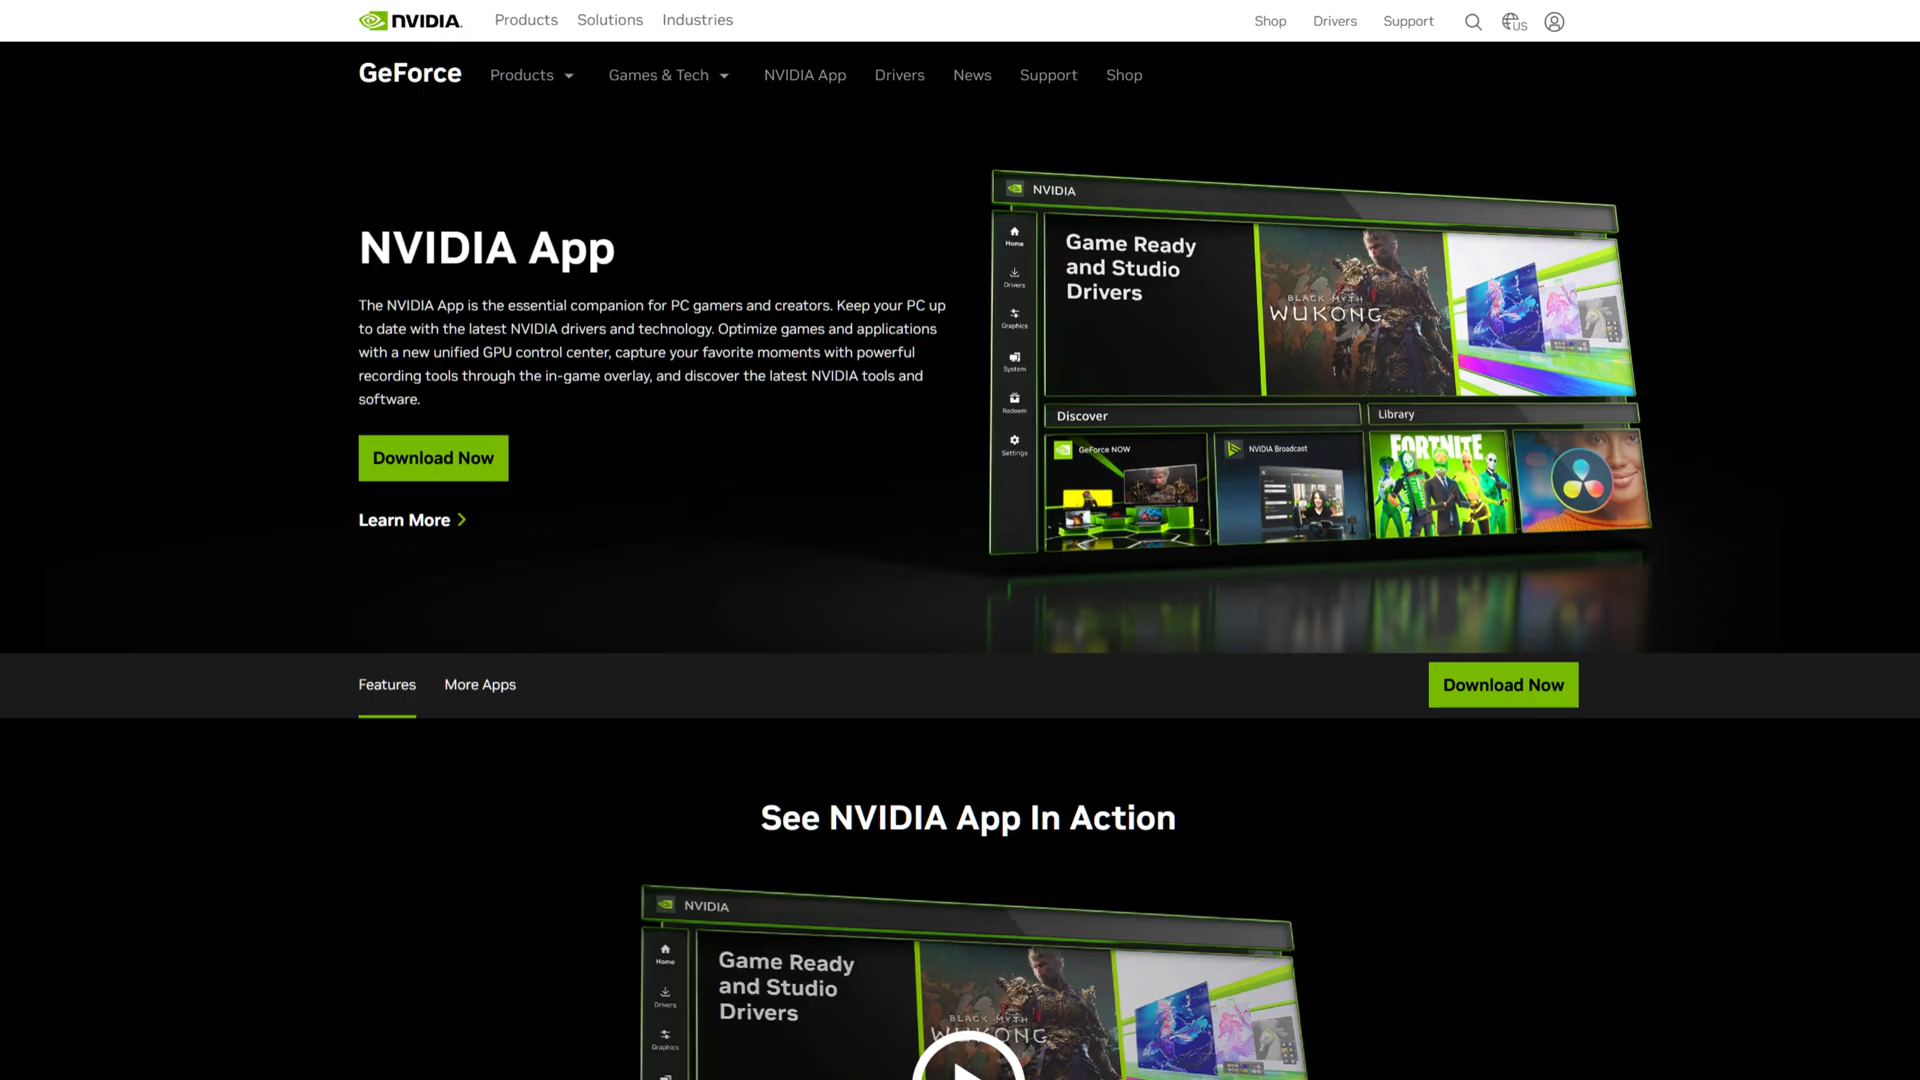 NVIDIA. Products Solutions Industries Shop Drivers Support US
GeForce Products Games & Tech NVIDIA App Drivers News Support Shop
NVIDIA App
The NVIDIA App is the essential companion for PC gamers and creators. Keep your PC up
to date with the latest NVIDIA drivers and technology. Optimize games and applications
with a new unified GPU control center, capture your favorite moments with powerful
recording tools through the in-game overlay, and discover the latest NVIDIA tools and
software.
Download Now
Learn More
NVIDIA
Home
Drivers
Graphics
System
Redeem
Settings
Game Ready
and Studio
Drivers
BLACK MYTH
WUKONG
Discover
Library
GeForce NOW
NVIDIA Broadcast
FORTNITE
Features More Apps Download Now
See NVIDIA App In Action
NVIDIA
Home
Drivers
Graphics
Game Ready
and Studio
Drivers
BLACK MYTH
WUKONG